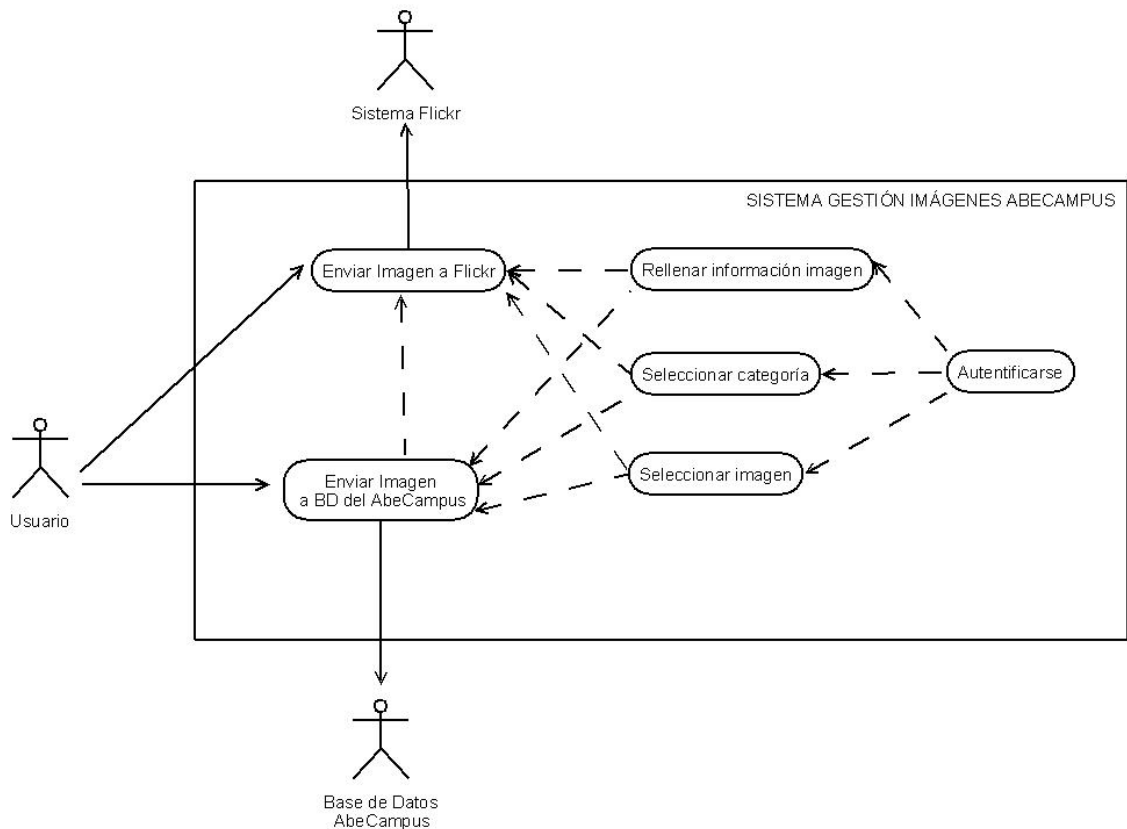 Sistema Flickr
SISTEMA GESTIÓN IMÁGENES ABECAMPUS
Enviar Imagen a Flickr
Rellenar información imagen
Seleccionar categoría
Autentificarse
Enviar Imagen
a BD del AbeCampus
Seleccionar imagen
Usuario
Base de Datos
AbeCampus